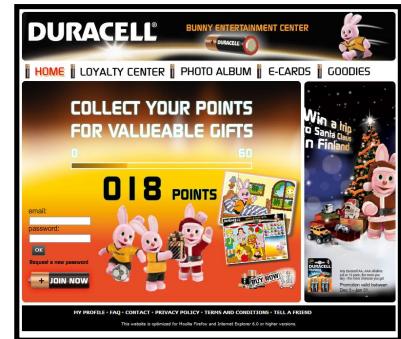 DURACELL®
BUNNY ENTERTAINMENT CENTER
DURACELL
HOME
LOYALTY CENTER
PHOTO ALBUM
E-CARDS
GOODIES
COLLECT YOUR POINTS
FOR VALUEABLE GIFTS
0 60
018 POINTS
email:
password:
OK
Request a new password
JOIN NOW
BUY NOW
Win a trip
to Santa Claus
in Finland
DURACELL
Promotion valid between
MY PROFILE • FAQ • CONTACT • PRIVACY POLICY • TERMS AND CONDITIONS • TELL A FRIEND
This website is optimized for Mozilla Firefox and Internet Explorer 6.0 or higher versions.